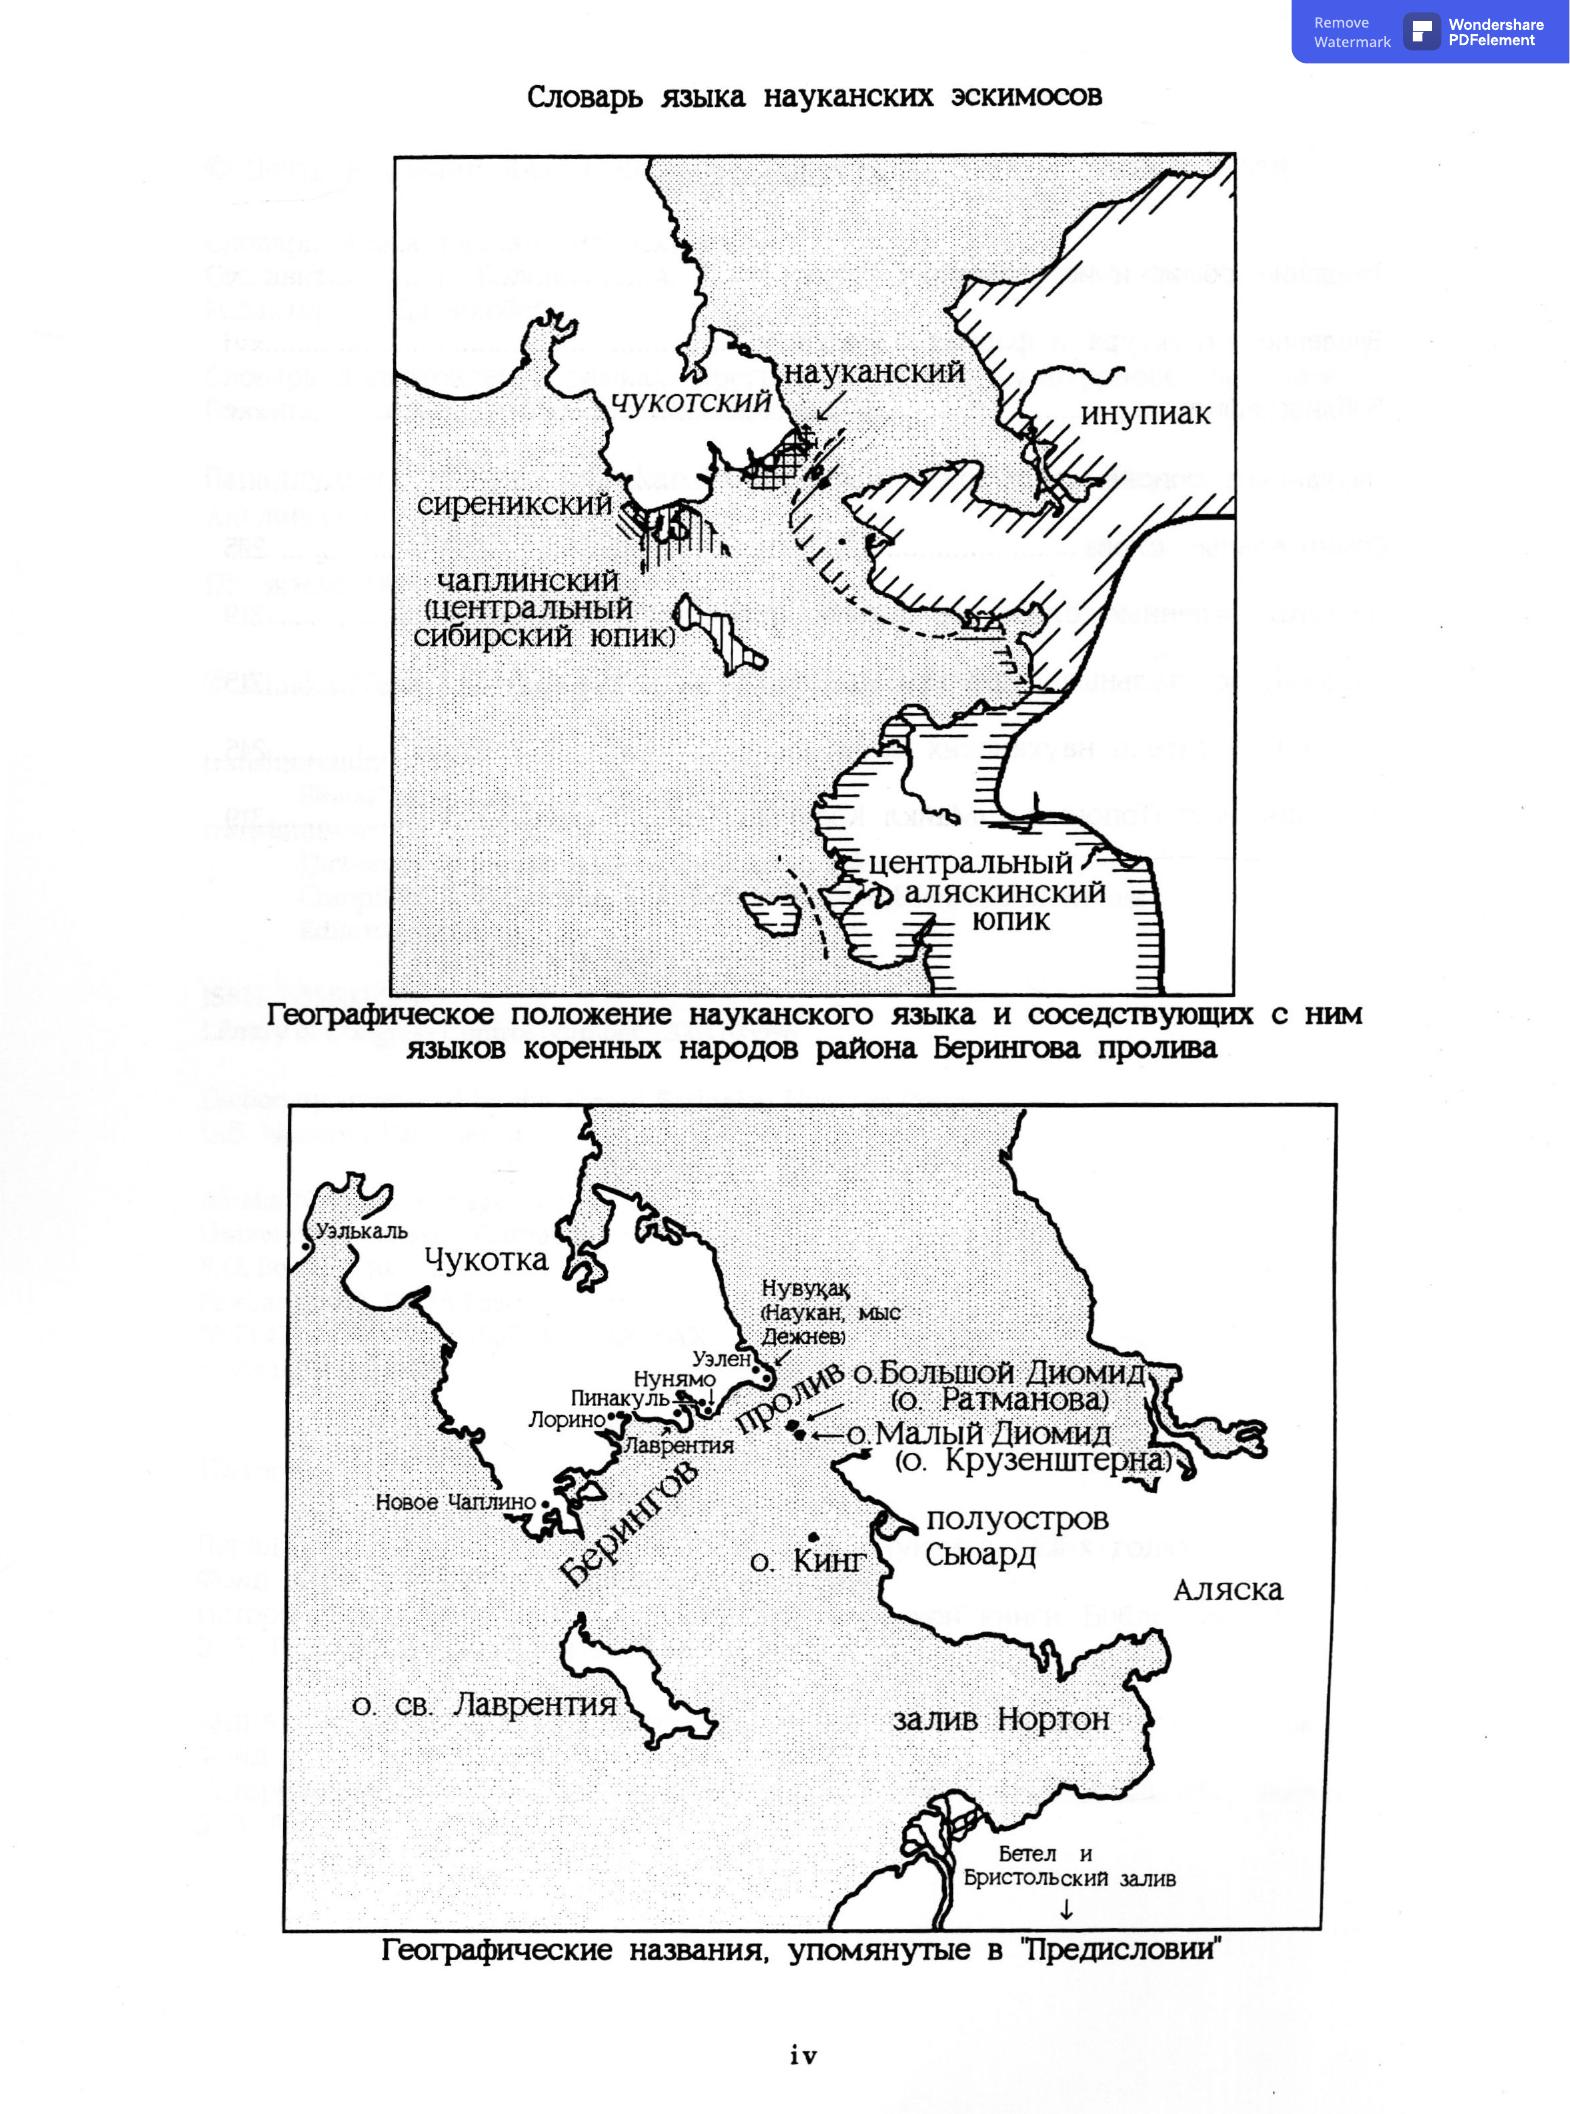 Remove
Watermark
Wondershare
PDFelement
Словарь языка науканских эскимосов
науканский
чукотский
инупиак
сиреникский
чаплинский
(центральный
сибирский юпик)
центральный
аляскинский
юпик
Географическое положение науканского языка и соседствующих с ним
языков коренных народов района Берингова пролива
Уэлькаль
Чукотка
Нувуқақ
(Наукан, мыс
Дежнев)
Уэлен
Нунямо
Пинакуль
Лорино
Лаврентия
Новое Чаплино
Берингов пролив
о.Большой Диомид
(о. Ратманова)
о.Малый Диомид
(о. Крузенштерна)
полуостров
Сьюард
о. Кинг
Аляска
о. св. Лаврентия
залив Нортон
Бетел и
Бристольский залив
↓
Географические названия, упомянутые в "Предисловии"
iv